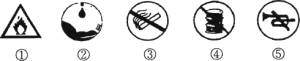 ① ② ③ ④ ⑤